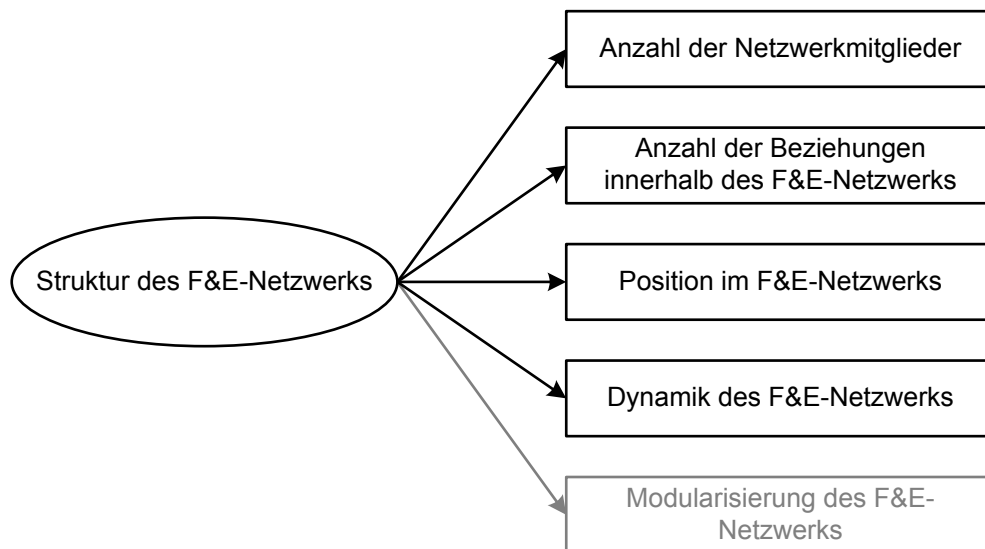 Anzahl der Netzwerkmitglieder
Anzahl der Beziehungen
innerhalb des F&E-Netzwerks
Struktur des F&E-Netzwerks
Position im F&E-Netzwerks
Dynamik des F&E-Netzwerks
Modularisierung des F&E-
Netzwerks